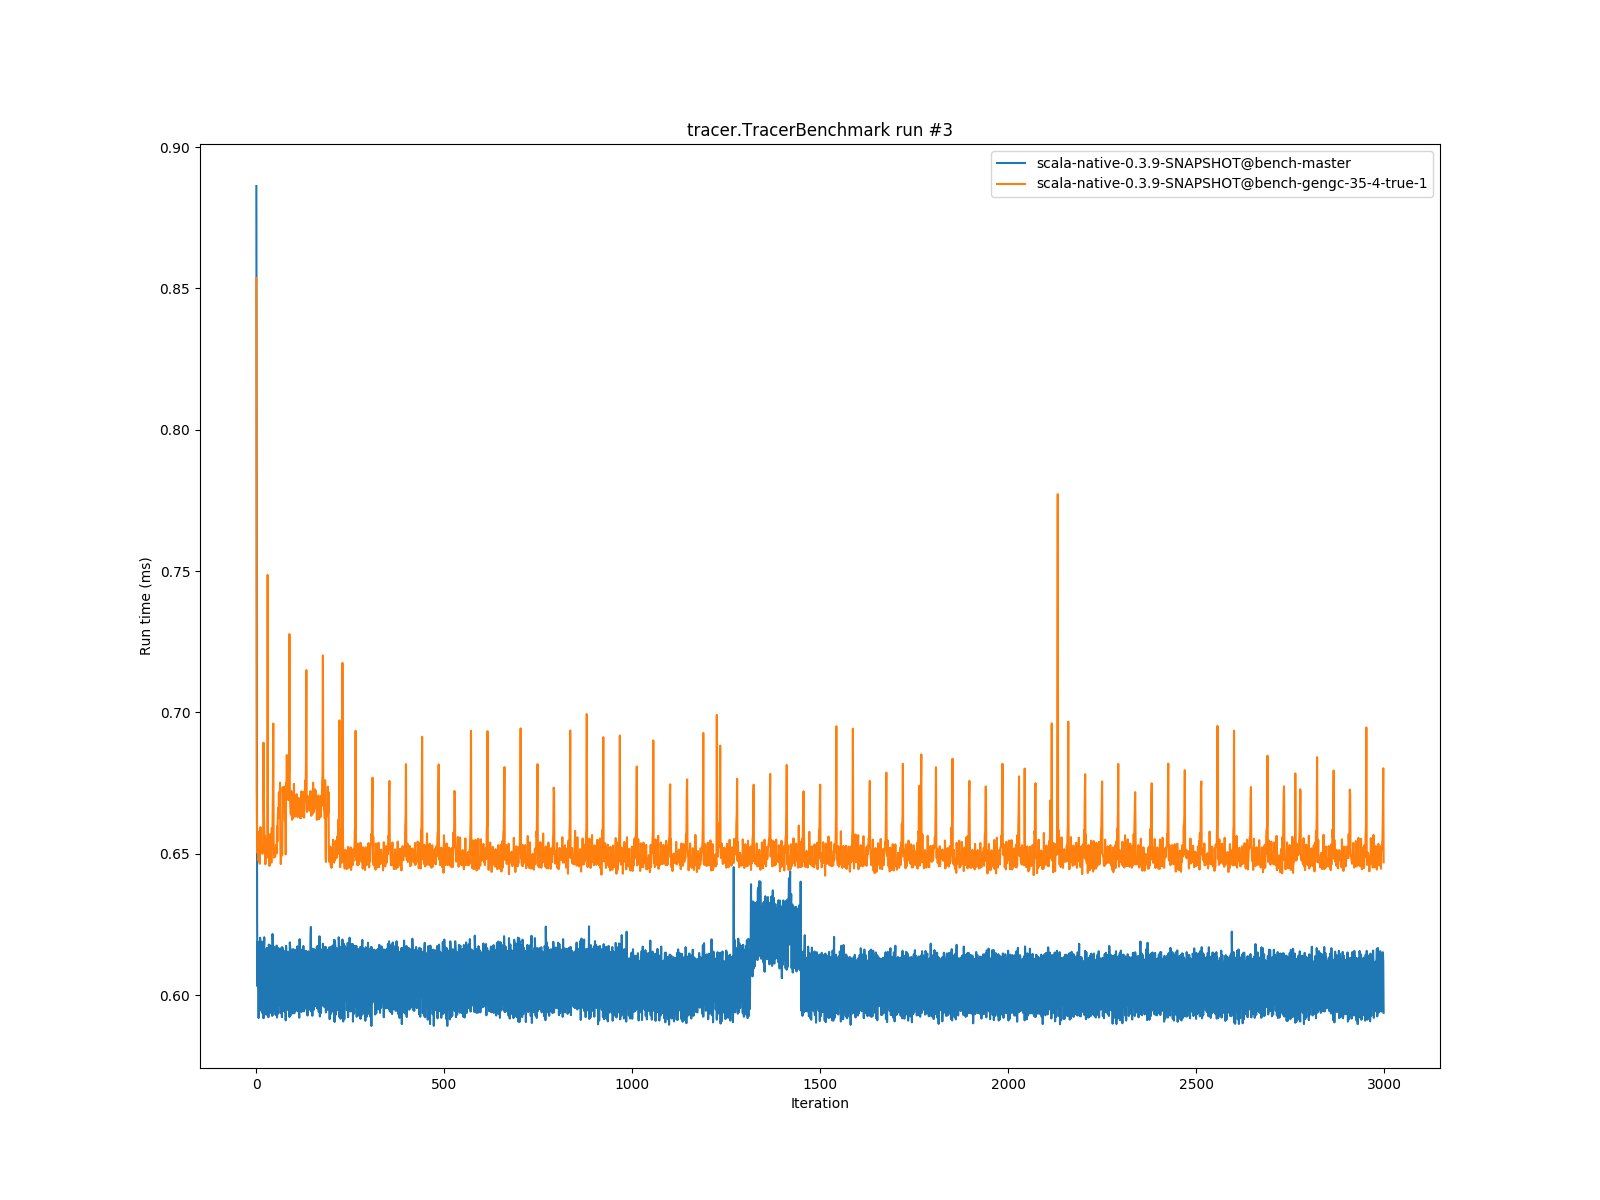 tracer.TracerBenchmark run #3
scala-native-0.3.9-SNAPSHOT@bench-master
scala-native-0.3.9-SNAPSHOT@bench-gengc-35-4-true-1
0.90
0.85
0.80
0.75
0.70
0.65
0.60
Run time (ms)
0
500
1000
1500
2000
2500
3000
Iteration